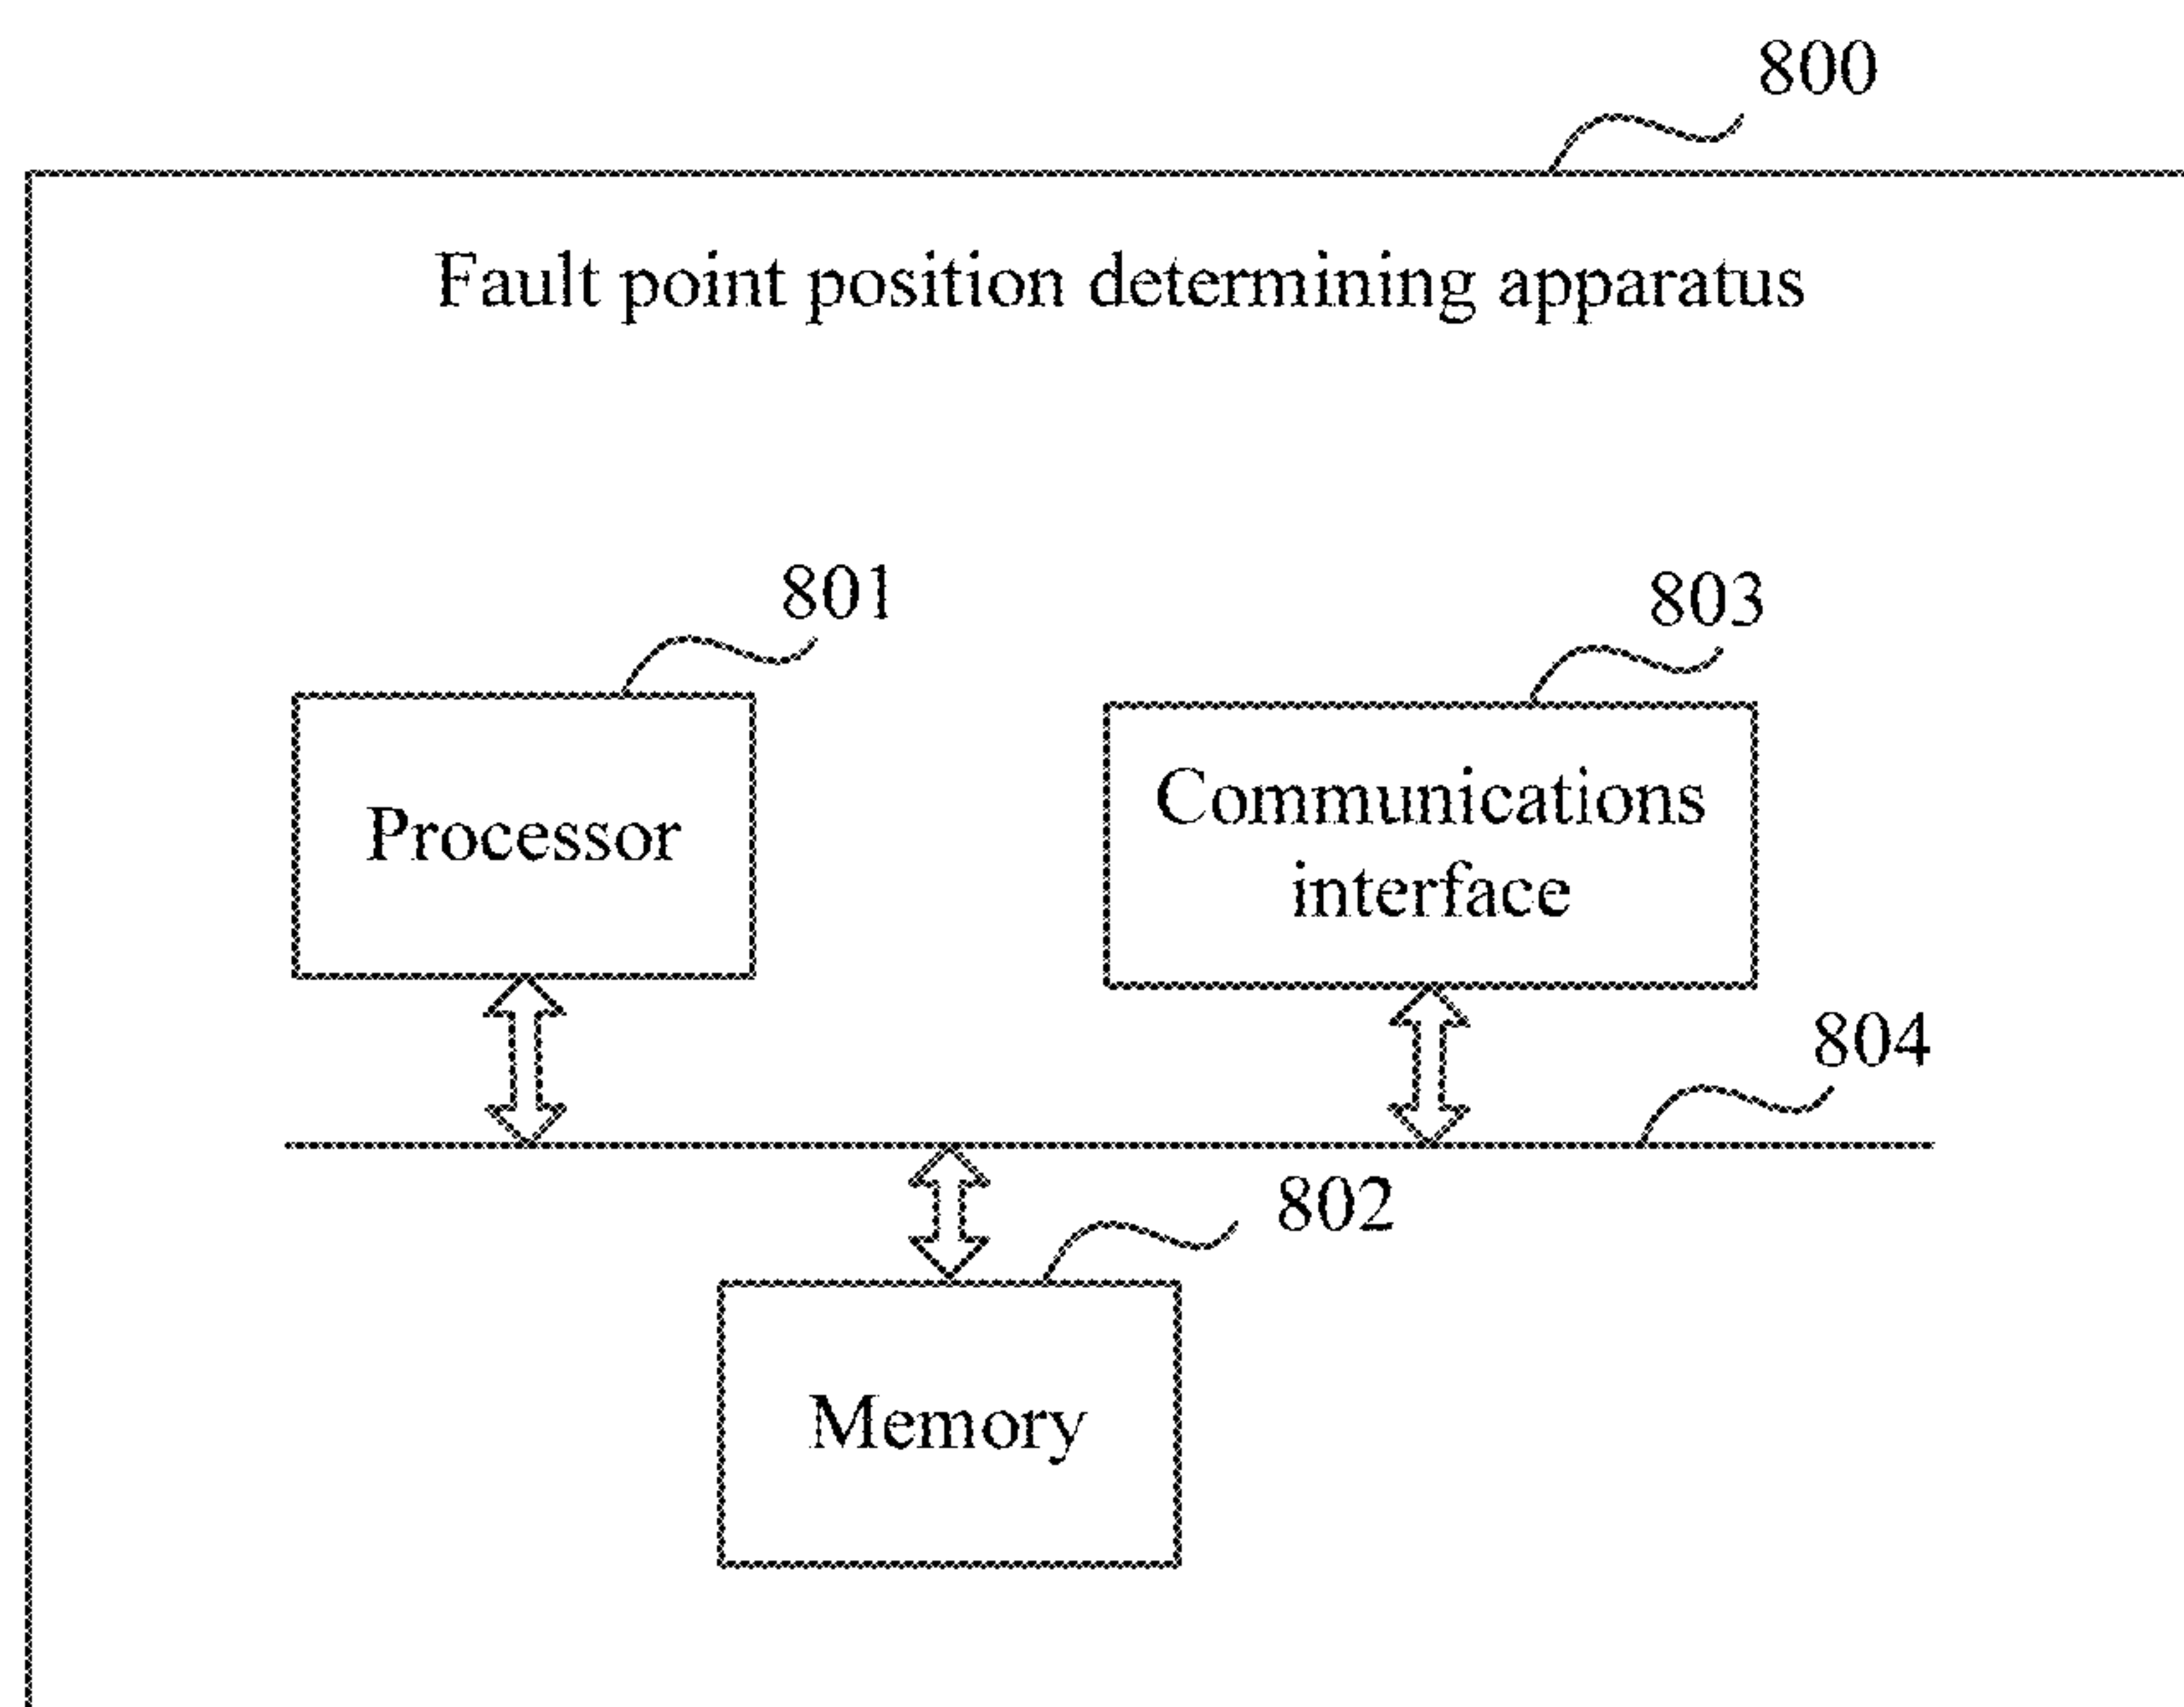 800
Fault point position determining apparatus
801
803
Processor
Communications
interface
804
802
Memory